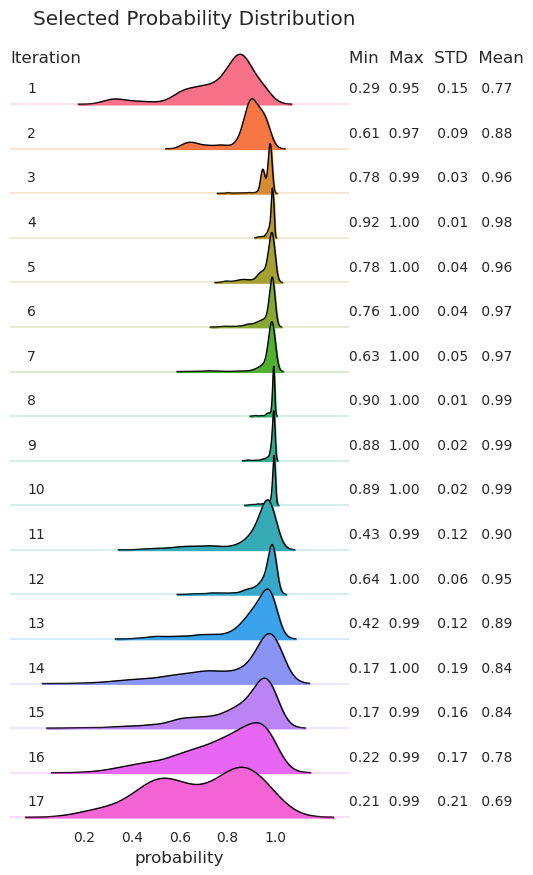 Selected Probability Distribution
Iteration Min Max STD Mean
1 0.29 0.95 0.15 0.77
2 0.61 0.97 0.09 0.88
3 0.78 0.99 0.03 0.96
4 0.92 1.00 0.01 0.98
5 0.78 1.00 0.04 0.96
6 0.76 1.00 0.04 0.97
7 0.63 1.00 0.05 0.97
8 0.90 1.00 0.01 0.99
9 0.88 1.00 0.02 0.99
10 0.89 1.00 0.02 0.99
11 0.43 0.99 0.12 0.90
12 0.64 1.00 0.06 0.95
13 0.42 0.99 0.12 0.89
14 0.17 1.00 0.19 0.84
15 0.17 0.99 0.16 0.84
16 0.22 0.99 0.17 0.78
17 0.21 0.99 0.21 0.69
0.2 0.4 0.6 0.8 1.0
probability